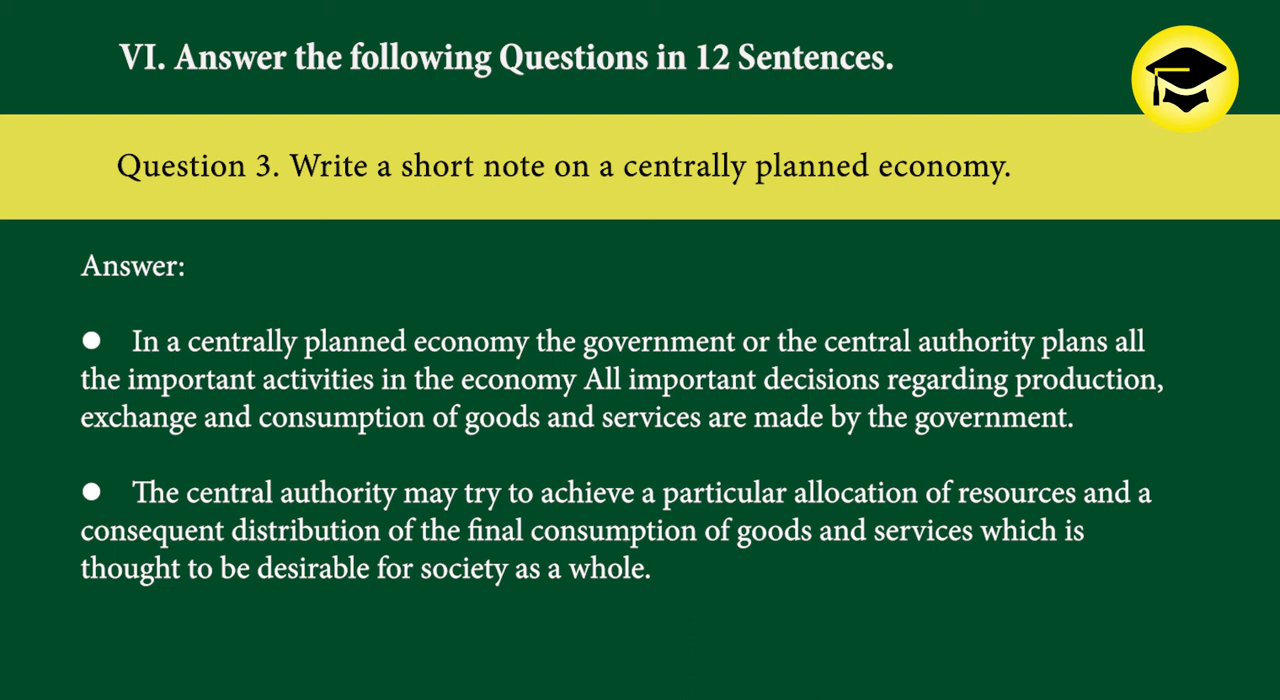 VI. Answer the following Questions in 12 Sentences.
Question 3. Write a short note on a centrally planned economy.
Answer:
● In a centrally planned economy the government or the central authority plans all
the important activities in the economy All important decisions regarding production,
exchange and consumption of goods and services are made by the government.
● The central authority may try to achieve a particular allocation of resources and a
consequent distribution of the final consumption of goods and services which is
thought to be desirable for society as a whole.